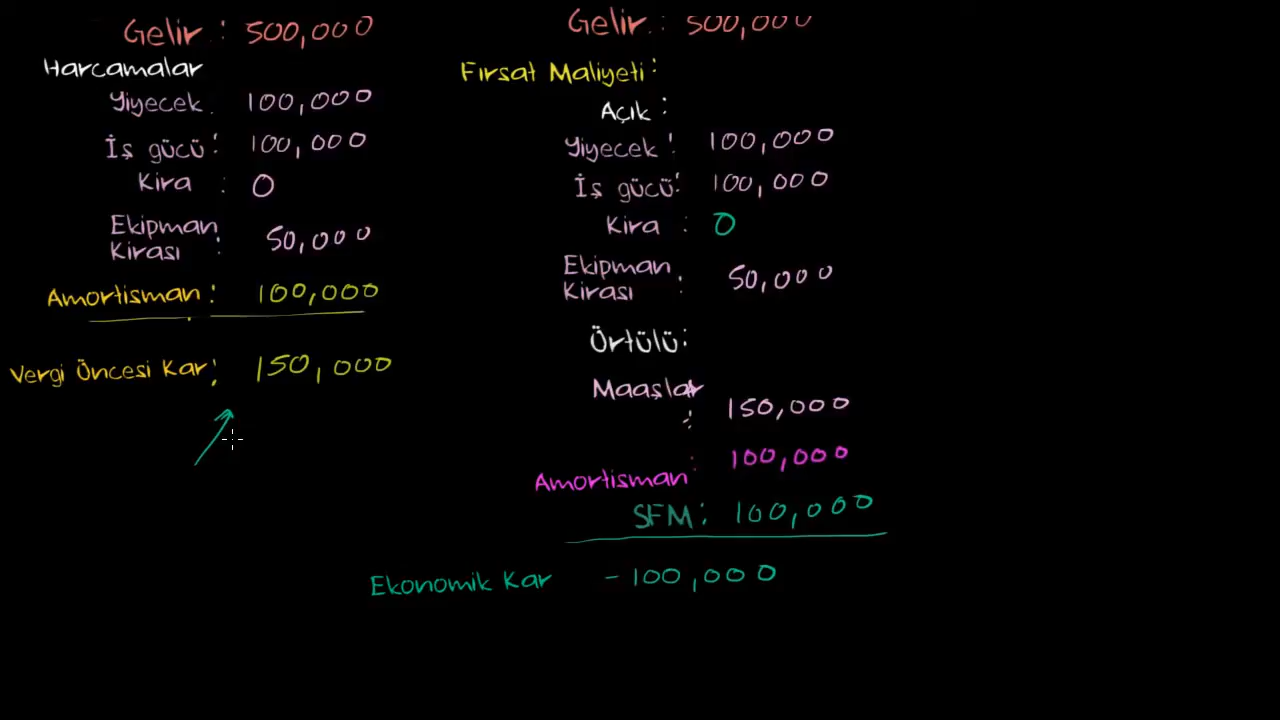 Gelir : 500,000
Harcamalar
Yiyecek : 100,000
İş gücü : 100,000
Kira : 0
Ekipman
Kirası : 50,000
Amortisman : 100,000
Vergi Öncesi Kar : 150,000
Gelir : 500,000
Fırsat Maliyeti :
Açık :
Yiyecek : 100,000
İş gücü : 100,000
Kira : 0
Ekipman
Kirası : 50,000
Örtülü :
Maaşlar
: 150,000
Amortisman : 100,000
SFM : 100,000
Ekonomik Kar -100,000